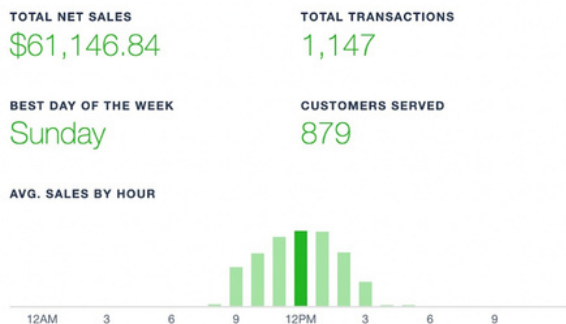 TOTAL NET SALES
TOTAL TRANSACTIONS
$61,146.84
1,147
BEST DAY OF THE WEEK
CUSTOMERS SERVED
Sunday
879
AVG. SALES BY HOUR
12AM 3 6 9 12PM 3 6 9